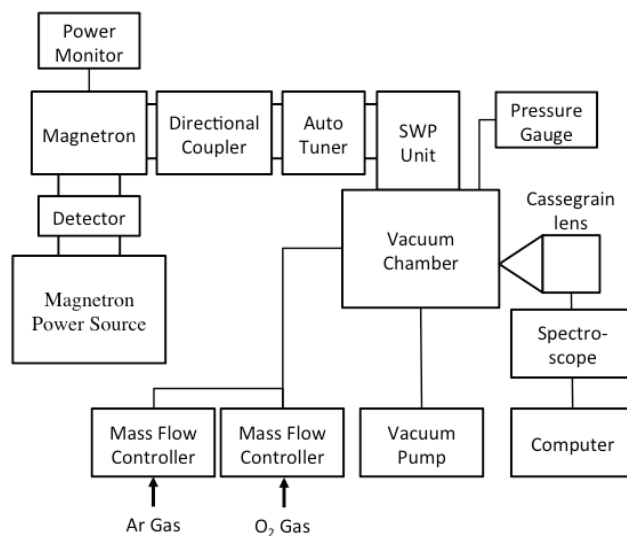 Power
Monitor
Magnetron
Directional
Coupler
Auto
Tuner
SWP
Unit
Pressure
Gauge
Detector
Vacuum
Chamber
Cassegrain
lens
Magnetron
Power Source
Spectro-
scope
Mass Flow
Controller
Mass Flow
Controller
Vacuum
Pump
Computer
Ar Gas
O₂ Gas